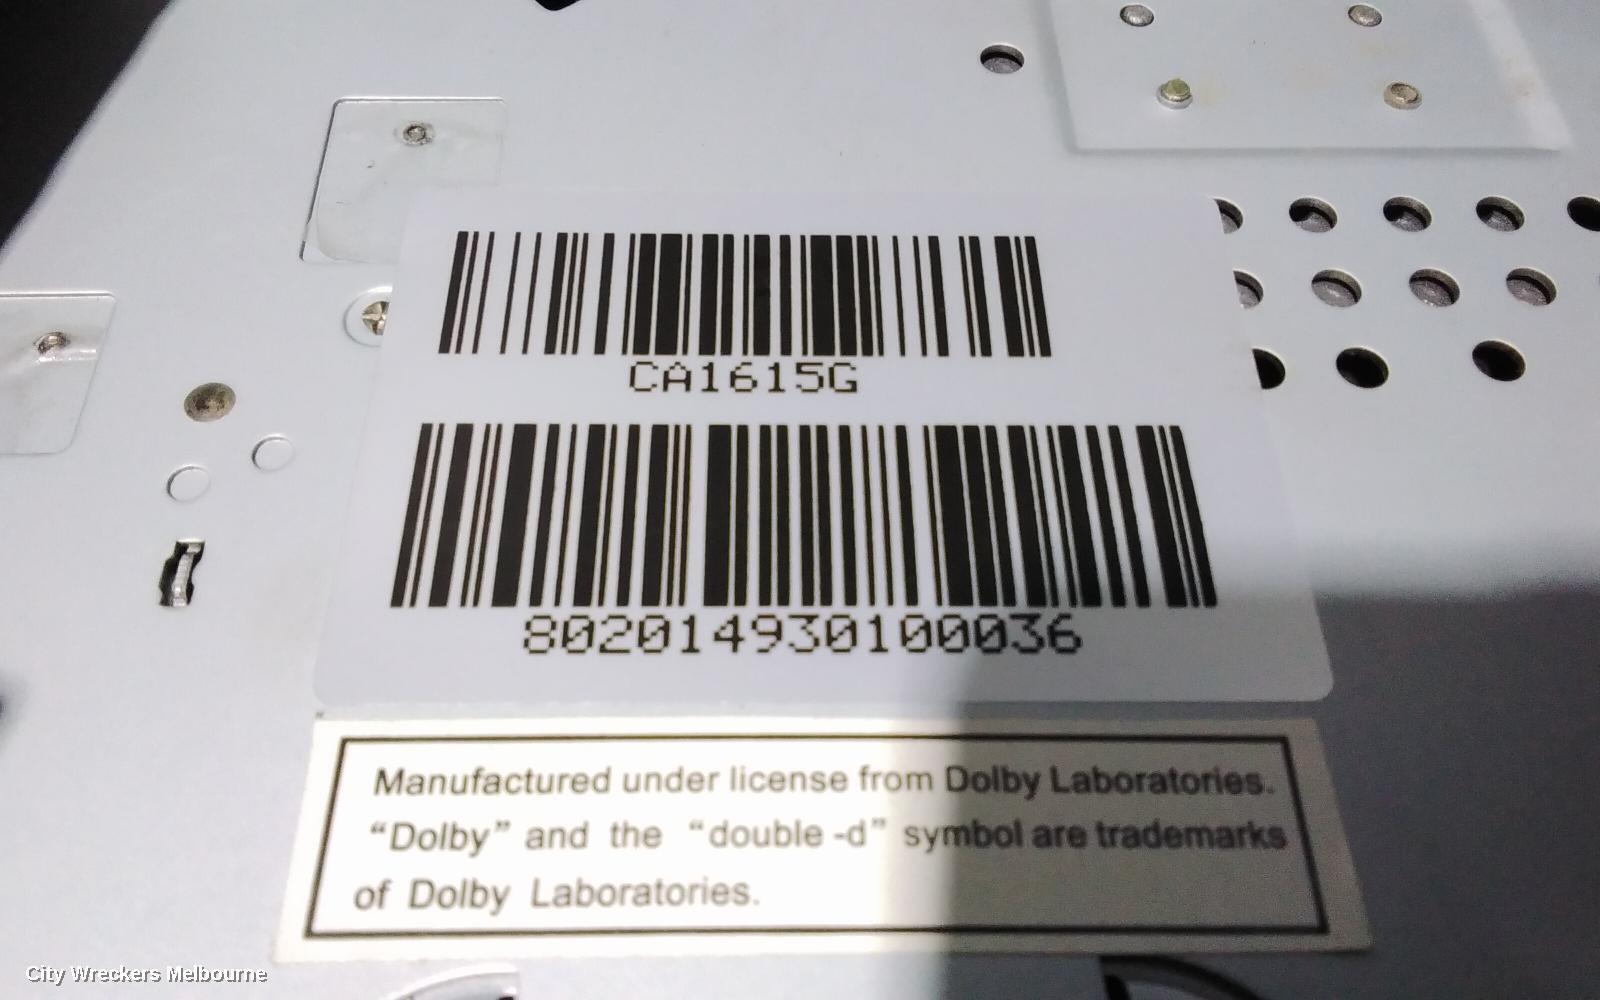 CA1615G
802014930100036
Manufactured under license from Dolby Laboratories.
“Dolby” and the “double -d” symbol are trademarks
of Dolby Laboratories.
City Wreckers Melbourne